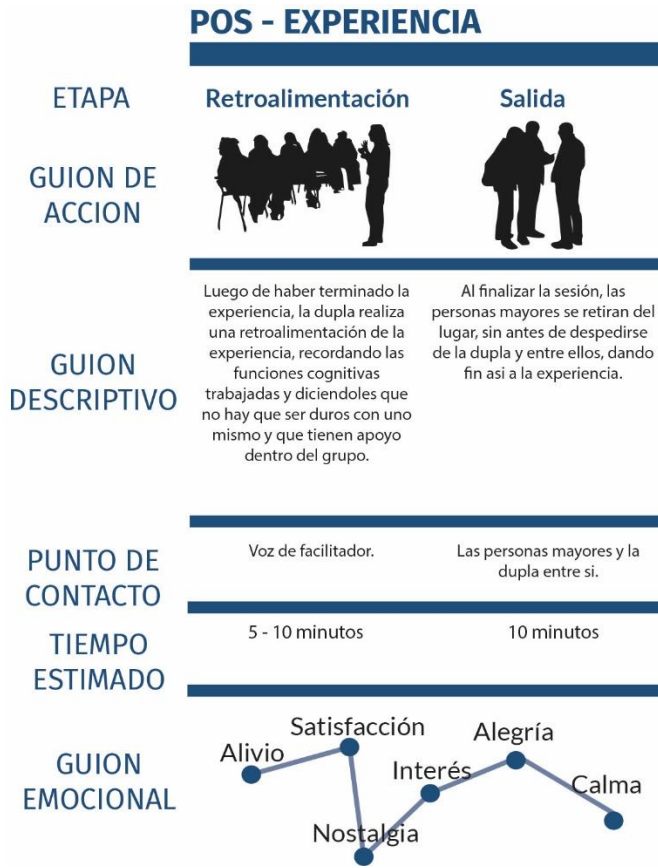 POS - EXPERIENCIA
ETAPA
Retroalimentación
Salida
GUION DE
ACCION
GUION
DESCRIPTIVO
Luego de haber terminado la
experiencia, la dupla realiza
una retroalimentación de la
experiencia, recordando las
funciones cognitivas
trabajadas y diciendoles que
no hay que ser duros con uno
mismo y que tienen apoyo
dentro del grupo.
Al finalizar la sesión, las
personas mayores se retiran del
lugar, sin antes de despedirse
de la dupla y entre ellos, dando
fin asi a la experiencia.
PUNTO DE
CONTACTO
Voz de facilitador.
Las personas mayores y la
dupla entre si.
TIEMPO
ESTIMADO
5 - 10 minutos
10 minutos
GUION
EMOCIONAL
Alivio
Satisfacción
Nostalgia
Interés
Alegría
Calma